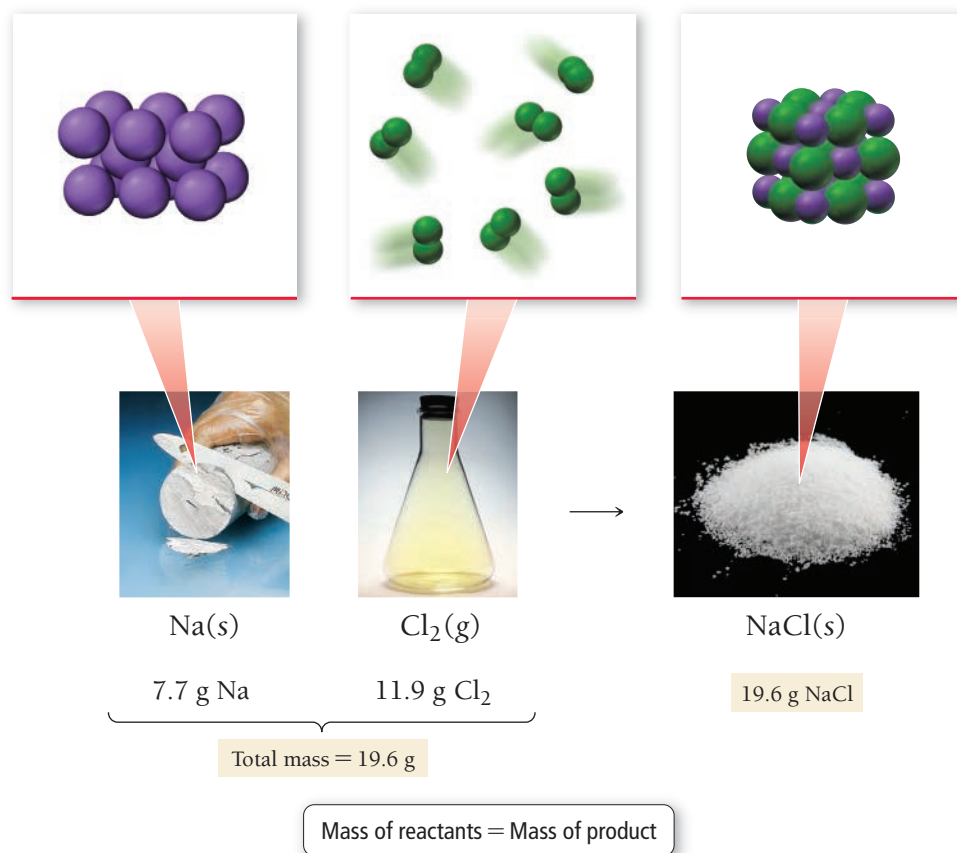 Na(s)
Cl₂(g)
NaCl(s)
7.7 g Na
11.9 g Cl₂
19.6 g NaCl
Total mass = 19.6 g
Mass of reactants = Mass of product